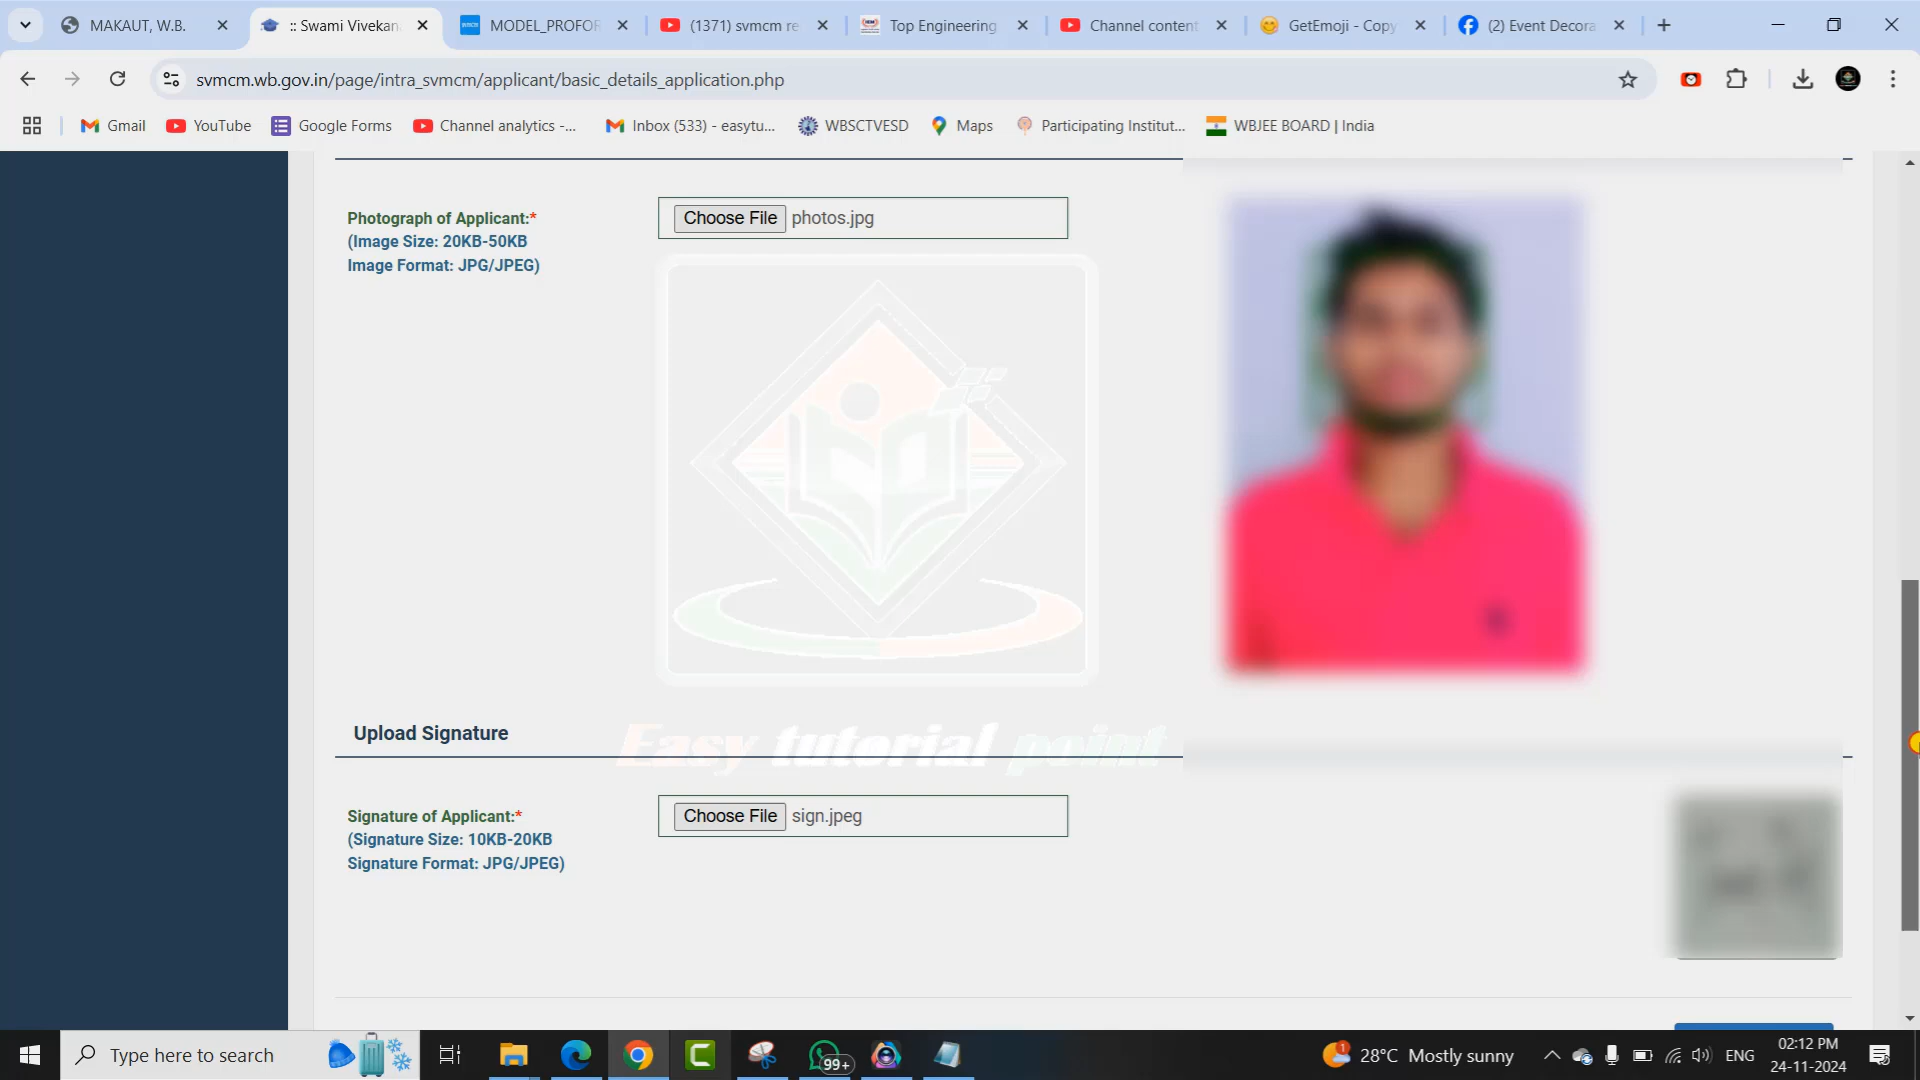 MAKAUT, W.B.
:: Swami Vivekan
MODEL_PROFOR
(1371) svmcm re
Top Engineering
Channel content
GetEmoji - Copy
(2) Event Decora
svmcm.wb.gov.in/page/intra_svmcm/applicant/basic_details_application.php
Gmail
YouTube
Google Forms
Channel analytics -...
Inbox (533) - easytu...
WBSCTVESD
Maps
Participating Institut...
WBJEE BOARD | India
Photograph of Applicant:*
(Image Size: 20KB-50KB
Image Format: JPG/JPEG)
Choose File photos.jpg
Upload Signature
Easy tutorial point
Signature of Applicant:*
(Signature Size: 10KB-20KB
Signature Format: JPG/JPEG)
Choose File sign.jpeg
Type here to search
99+
1
28°C Mostly sunny
ENG
02:12 PM
24-11-2024